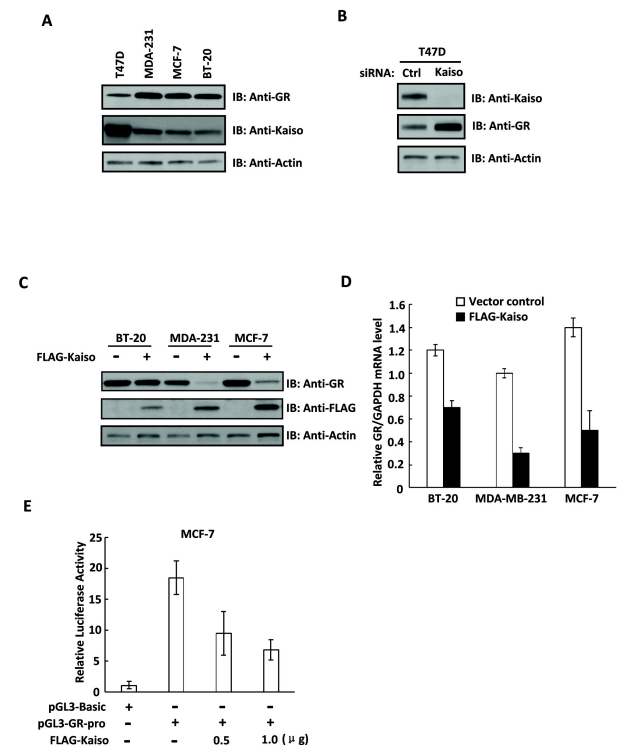 A
T47D
MDA-231
MCF-7
BT-20
IB: Anti-GR
IB: Anti-Kaiso
IB: Anti-Actin
B
T47D
siRNA: Ctrl Kaiso
IB: Anti-Kaiso
IB: Anti-GR
IB: Anti-Actin
C
BT-20 MDA-231 MCF-7
FLAG-Kaiso - + - + - +
IB: Anti-GR
IB: Anti-FLAG
IB: Anti-Actin
D
Relative GR/GAPDH mRNA level
1.6
1.4
1.2
1.0
0.8
0.6
0.4
0.2
0
Vector control
FLAG-Kaiso
BT-20 MDA-MB-231 MCF-7
E
MCF-7
Relative Luciferase Activity
25
20
15
10
5
0
pGL3-Basic + - - -
pGL3-GR-pro - + + +
FLAG-Kaiso - - 0.5 1.0 (μg)